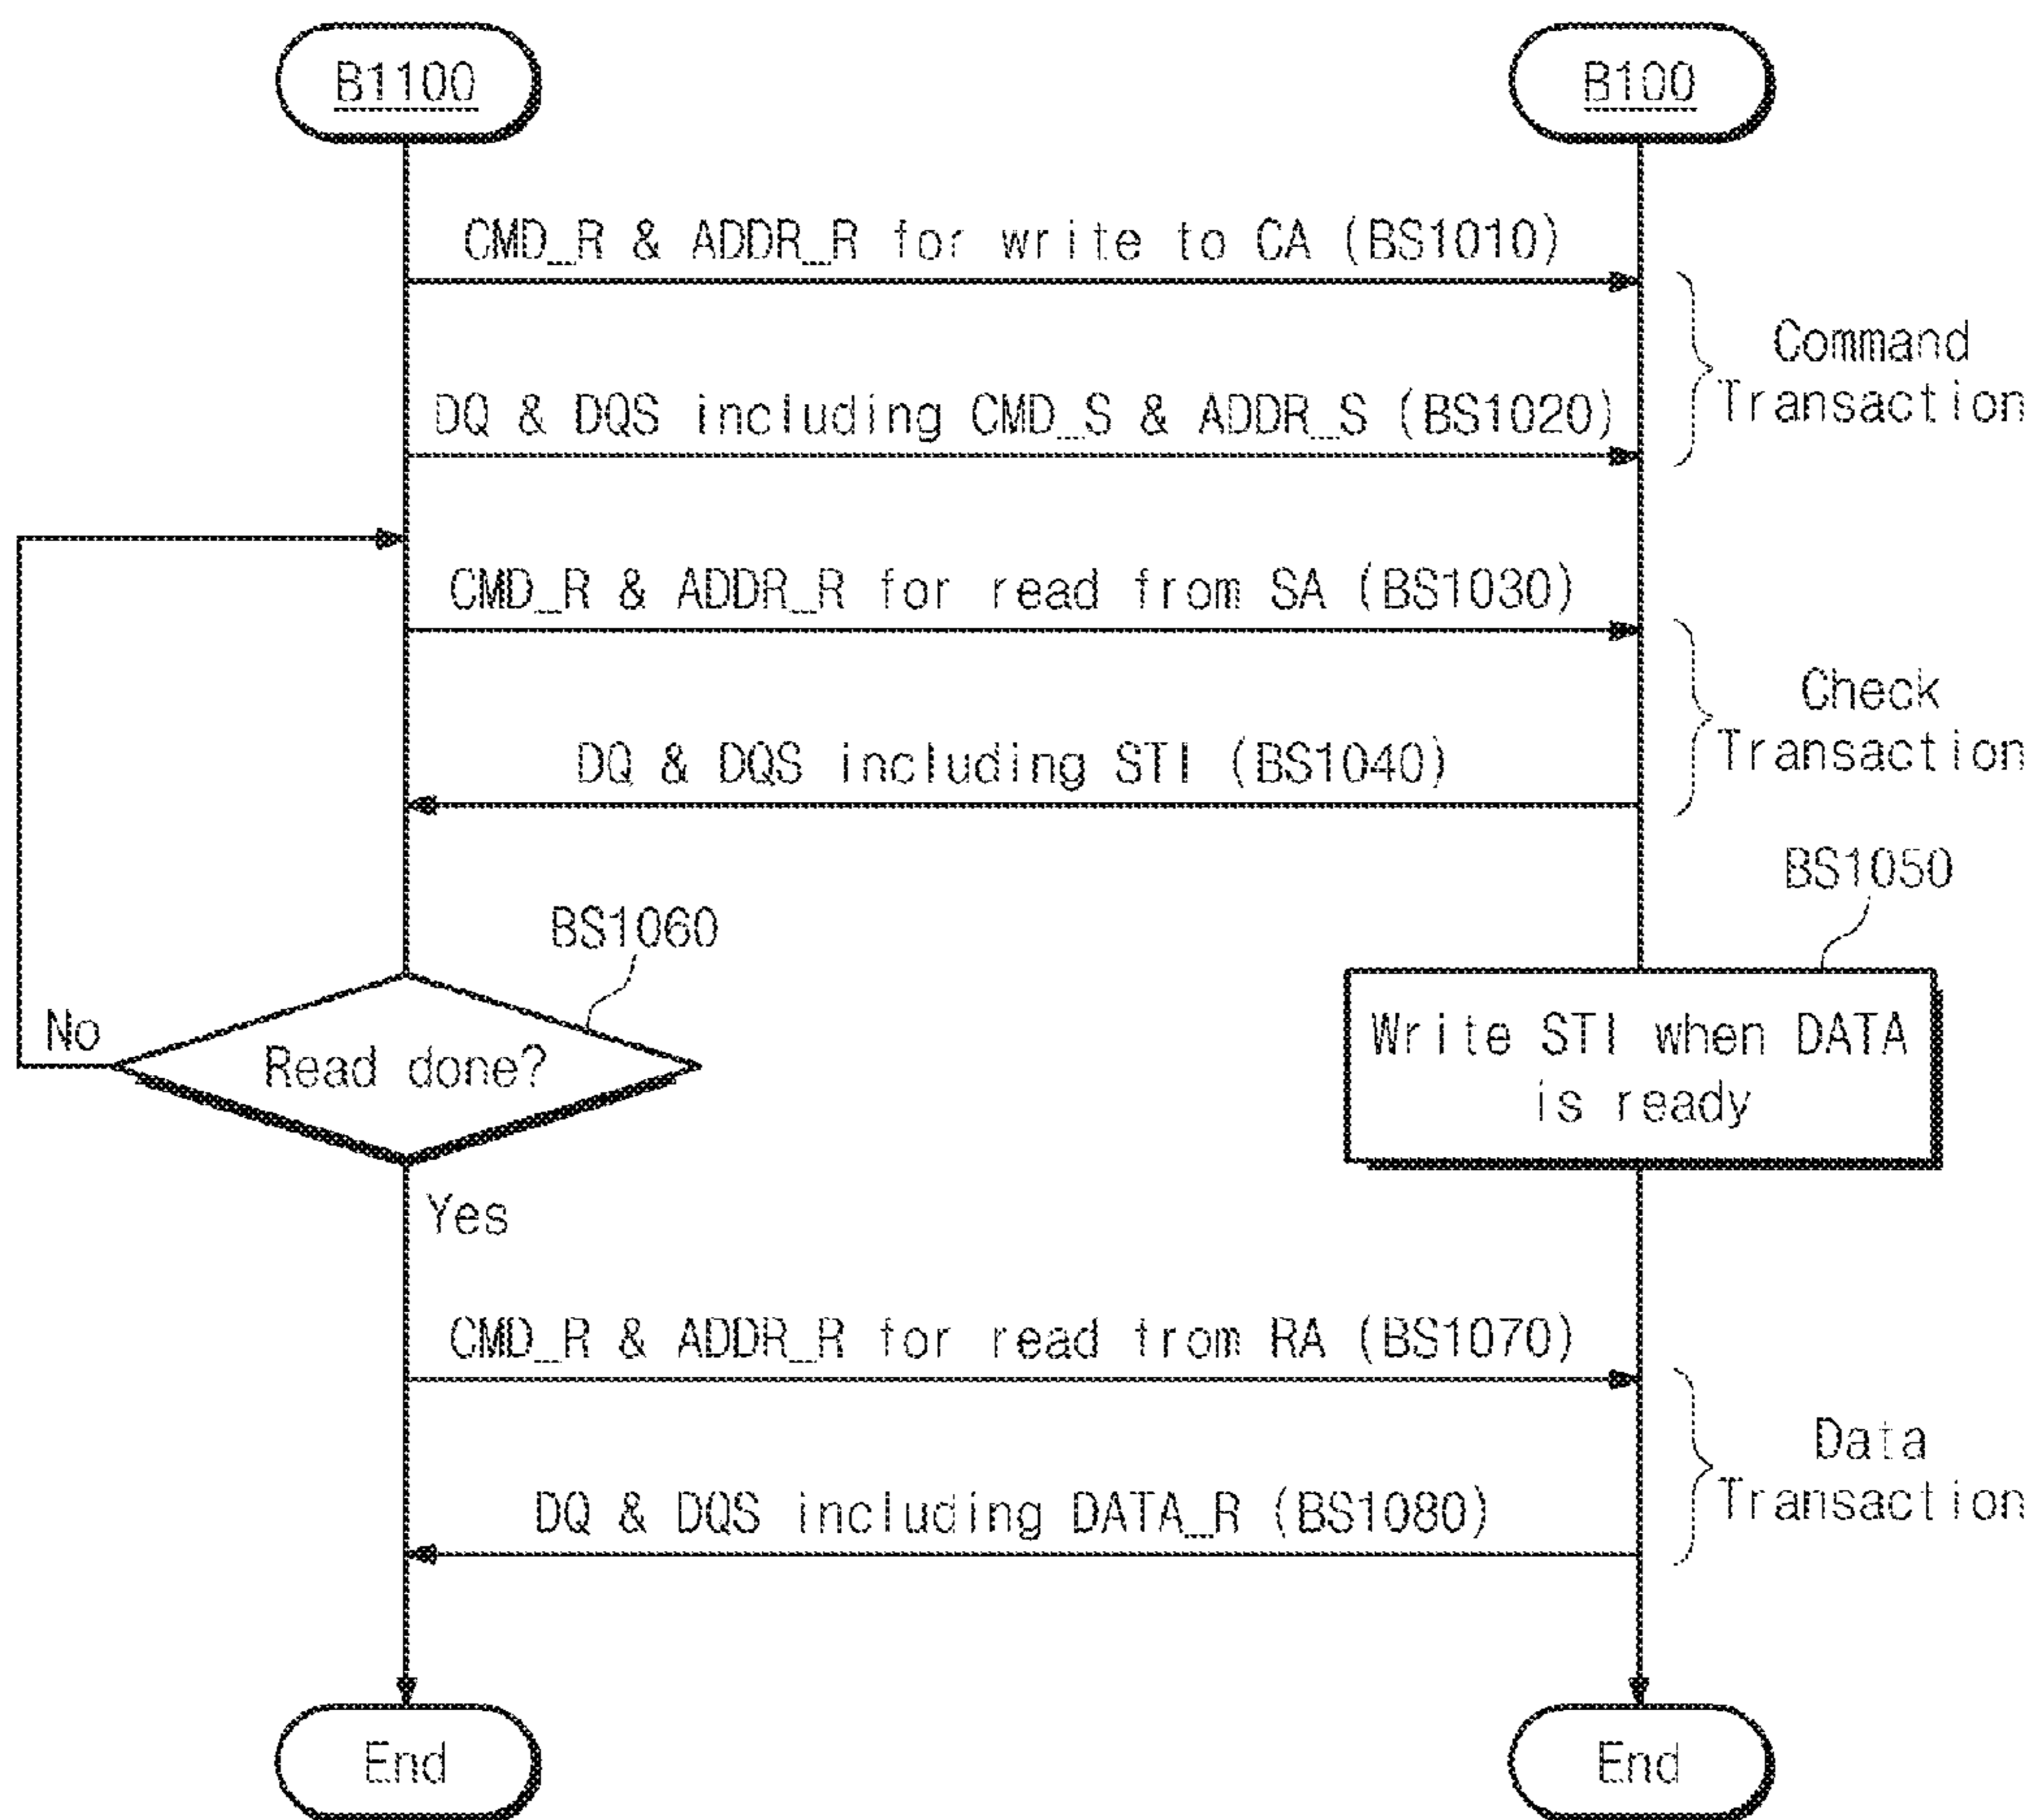 B1100
B100
CMD_R & ADDR_R for write to CA (BS1010)
Command
Transaction
DQ & DQS including CMD_S & ADDR_S (BS1020)
CMD_R & ADDR_R for read from SA (BS1030)
Check
Transaction
DQ & DQS including STI (BS1040)
BS1050
BS1060
No
Read done?
Write STI when DATA
is ready
Yes
CMD_R & ADDR_R for read from RA (BS1070)
Data
Transaction
DQ & DQS including DATA_R (BS1080)
End
End